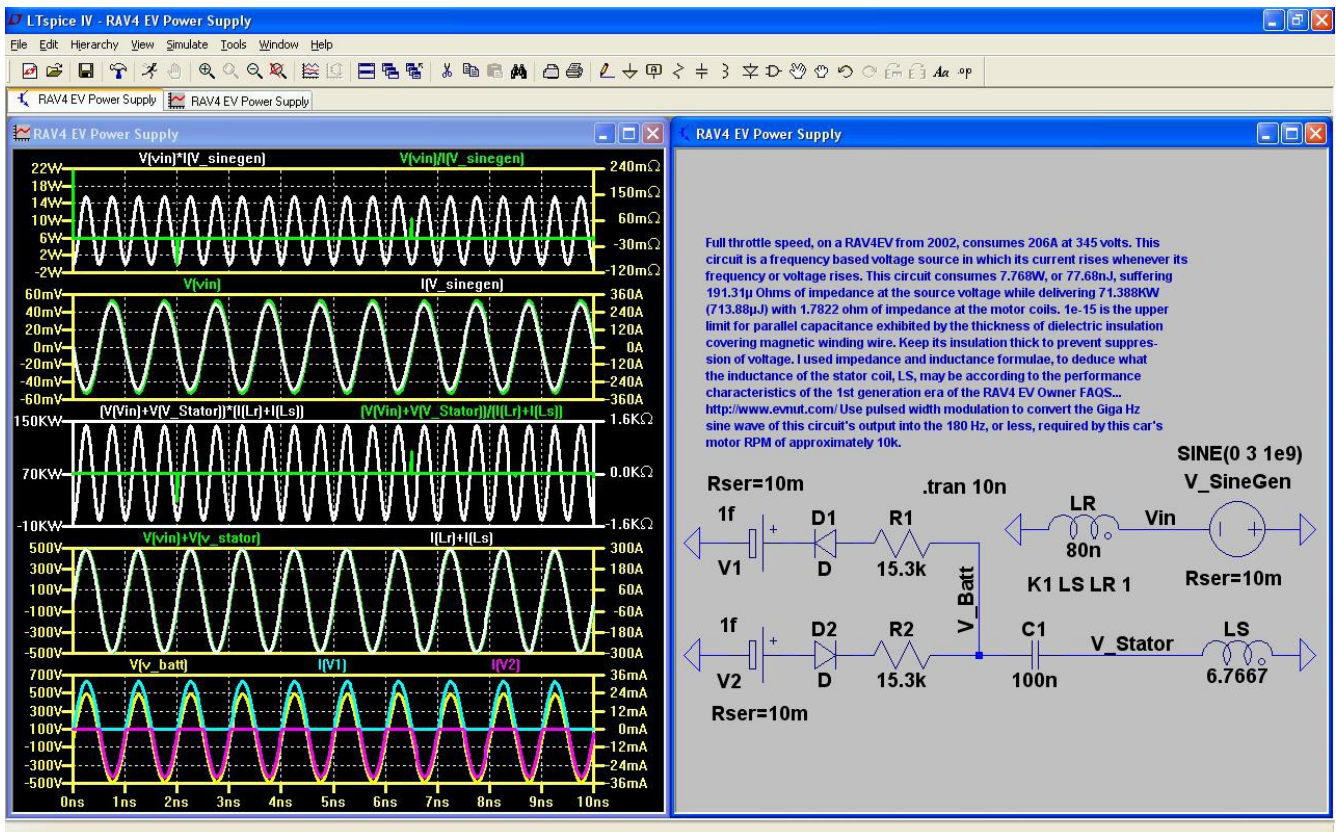 LTspice IV - RAV4 EV Power Supply
File Edit Hierarchy View Simulate Tools Window Help
Aa .op
RAV4 EV Power Supply RAV4 EV Power Supply
RAV4 EV Power Supply
V(vin)*I(V_sinegen) V(vin)/I(V_sinegen)
22W 240mΩ
18W
150mΩ
14W
10W 60mΩ
6W
-30mΩ
2W
-2W -120mΩ
V(vin) I(V_sinegen)
60mV 360A
40mV 240A
20mV 120A
0mV 0A
-20mV -120A
-40mV -240A
-60mV -360A
(V(Vin)+V(V_Stator))*(I(Lr)+I(Ls)) (V(Vin)+V(V_Stator))/(I(Lr)+I(Ls))
150KW 1.6KΩ
70KW 0.0KΩ
-10KW -1.6KΩ
V(vin)+V(v_stator) I(Lr)+I(Ls)
500V 300A
300V 180A
100V 60A
-100V -60A
-300V -180A
-500V -300A
V(v_batt) I(V1) I(V2)
700V 36mA
500V 24mA
300V 12mA
100V 0mA
-100V -12mA
-300V -24mA
-500V -36mA
0ns 1ns 2ns 3ns 4ns 5ns 6ns 7ns 8ns 9ns 10ns
RAV4 EV Power Supply
Full throttle speed, on a RAV4EV from 2002, consumes 206A at 345 volts. This
circuit is a frequency based voltage source in which its current rises whenever its
frequency or voltage rises. This circuit consumes 7.768W, or 77.68nJ, suffering
191.31µ Ohms of impedance at the source voltage while delivering 71.388KW
(713.88µJ) with 1.7822 ohm of impedance at the motor coils. 1e-15 is the upper
limit for parallel capacitance exhibited by the thickness of dielectric insulation
covering magnetic winding wire. Keep its insulation thick to prevent suppres-
sion of voltage. I used impedance and inductance formulae, to deduce what
the inductance of the stator coil, LS, may be according to the performance
characteristics of the 1st generation era of the RAV4 EV Owner FAQS...
http://www.evnut.com/ Use pulsed width modulation to convert the Giga Hz
sine wave of this circuit's output into the 180 Hz, or less, required by this car's
motor RPM of approximately 10k.
SINE(0 3 1e9)
Rser=10m .tran 10n V_SineGen
1f D1 R1 LR Vin
+ - +
V1 D 15.3k 80n
V_Batt K1 LS LR 1 Rser=10m
1f D2 R2 C1 V_Stator LS
+
V2 D 15.3k 100n 6.7667
Rser=10m